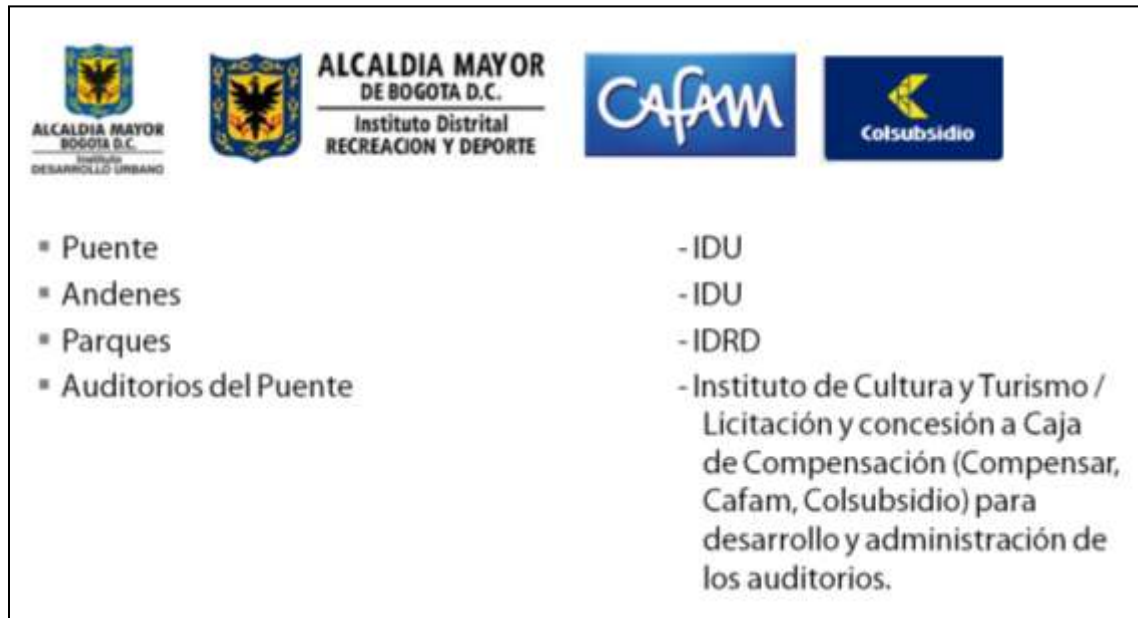 ALCALDIA MAYOR
BOGOTA D.C.
Instituto
DESARROLLO URBANO
ALCALDIA MAYOR
DE BOGOTA D.C.
Instituto Distrital
RECREACION Y DEPORTE
CAFAM
Colsubsidio
▪ Puente - IDU
▪ Andenes - IDU
▪ Parques - IDRD
▪ Auditorios del Puente - Instituto de Cultura y Turismo /
Licitación y concesión a Caja
de Compensación (Compensar,
Cafam, Colsubsidio) para
desarrollo y administración de
los auditorios.